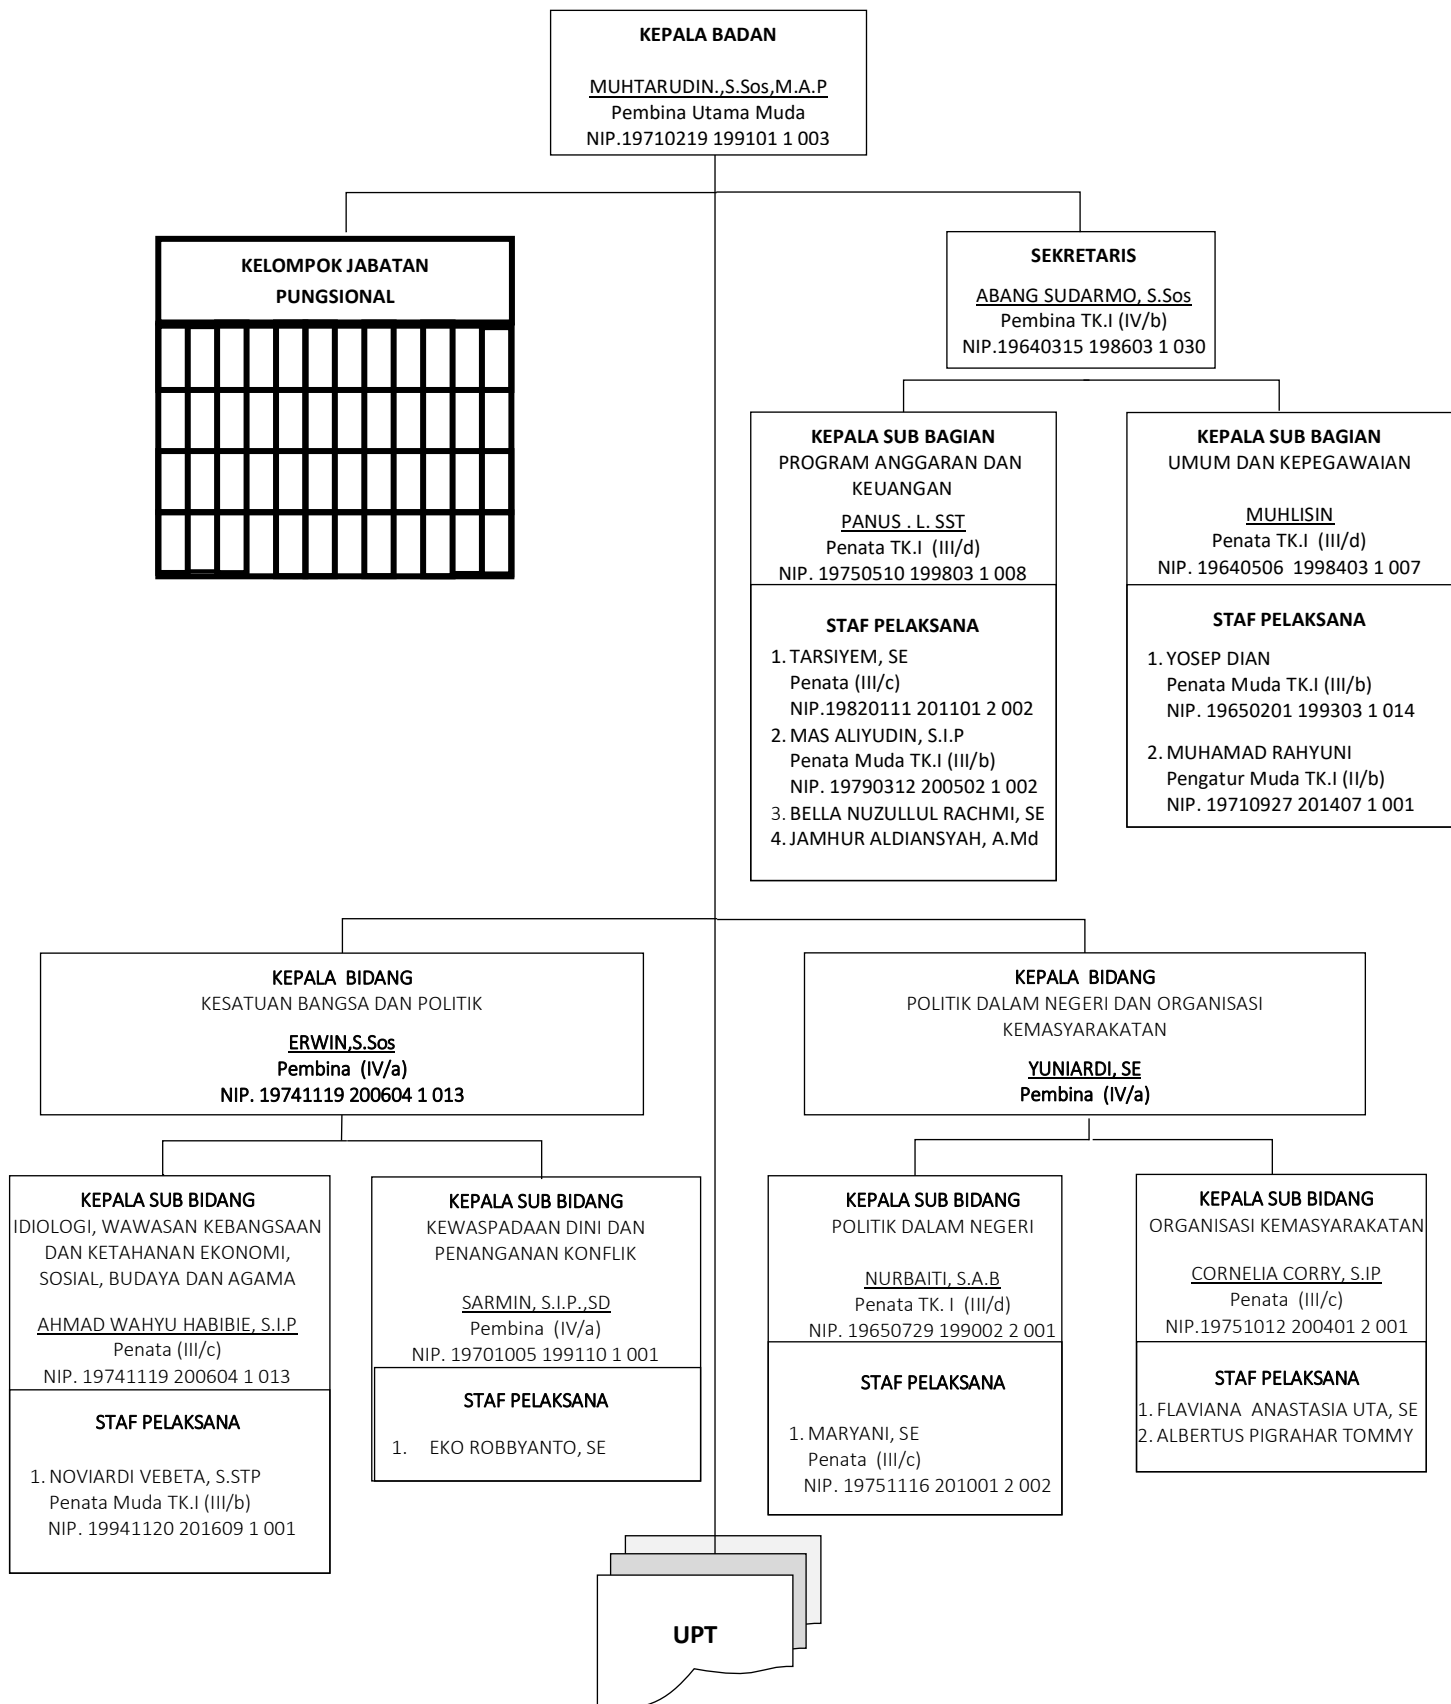 KEPALA BADAN
MUHTARUDIN.,S.Sos,M.A.P
Pembina Utama Muda
NIP.19710219 199101 1 003
KELOMPOK JABATAN
PUNGSIONAL
SEKRETARIS
ABANG SUDARMO, S.Sos
Pembina TK.I (IV/b)
NIP.19640315 198603 1 030
KEPALA SUB BAGIAN
PROGRAM ANGGARAN DAN
KEUANGAN
PANUS . L. SST
Penata TK.I (III/d)
NIP. 19750510 199803 1 008
STAF PELAKSANA
1. TARSIYEM, SE
Penata (III/c)
NIP.19820111 201101 2 002
2. MAS ALIYUDIN, S.I.P
Penata Muda TK.I (III/b)
NIP. 19790312 200502 1 002
3. BELLA NUZULLUL RACHMI, SE
4. JAMHUR ALDIANSYAH, A.Md
KEPALA SUB BAGIAN
UMUM DAN KEPEGAWAIAN
MUHLISIN
Penata TK.I (III/d)
NIP. 19640506 1998403 1 007
STAF PELAKSANA
1. YOSEP DIAN
Penata Muda TK.I (III/b)
NIP. 19650201 199303 1 014
2. MUHAMAD RAHYUNI
Pengatur Muda TK.I (II/b)
NIP. 19710927 201407 1 001
KEPALA BIDANG
KESATUAN BANGSA DAN POLITIK
ERWIN,S.Sos
Pembina (IV/a)
NIP. 19741119 200604 1 013
KEPALA BIDANG
POLITIK DALAM NEGERI DAN ORGANISASI
KEMASYARAKATAN
YUNIARDI, SE
Pembina (IV/a)
KEPALA SUB BIDANG
IDIOLOGI, WAWASAN KEBANGSAAN
DAN KETAHANAN EKONOMI,
SOSIAL, BUDAYA DAN AGAMA
AHMAD WAHYU HABIBIE, S.I.P
Penata (III/c)
NIP. 19741119 200604 1 013
STAF PELAKSANA
1. NOVIARDI VEBETA, S.STP
Penata Muda TK.I (III/b)
NIP. 19941120 201609 1 001
KEPALA SUB BIDANG
KEWASPADAAN DINI DAN
PENANGANAN KONFLIK
SARMIN, S.I.P.,SD
Pembina (IV/a)
NIP. 19701005 199110 1 001
STAF PELAKSANA
1. EKO ROBBYANTO, SE
KEPALA SUB BIDANG
POLITIK DALAM NEGERI
NURBAITI, S.A.B
Penata TK. I (III/d)
NIP. 19650729 199002 2 001
STAF PELAKSANA
1. MARYANI, SE
Penata (III/c)
NIP. 19751116 201001 2 002
KEPALA SUB BIDANG
ORGANISASI KEMASYARAKATAN
CORNELIA CORRY, S.IP
Penata (III/c)
NIP.19751012 200401 2 001
STAF PELAKSANA
1. FLAVIANA ANASTASIA UTA, SE
2. ALBERTUS PIGRAHAR TOMMY
UPT